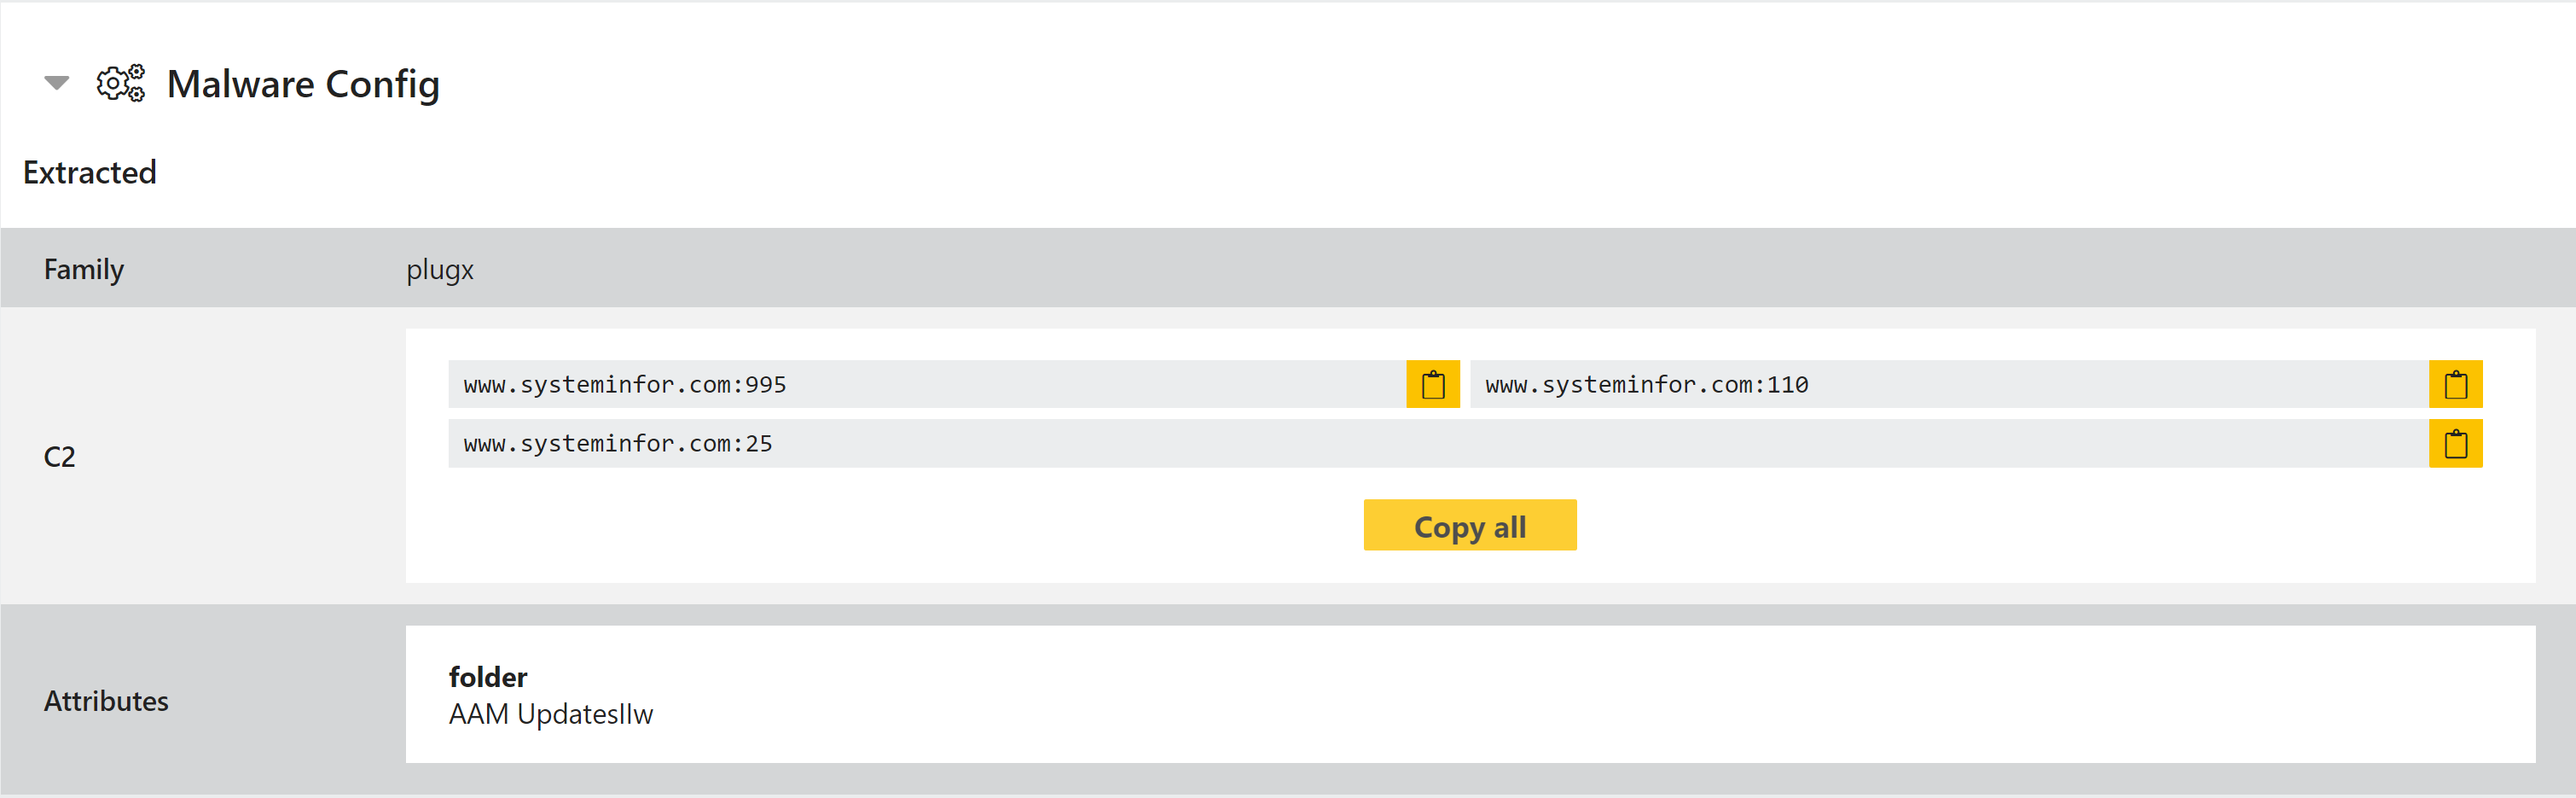 Malware Config
Extracted
Family plugx
C2
www.systeminfor.com:995 www.systeminfor.com:110
www.systeminfor.com:25
Copy all
Attributes
folder
AAM Updatesllw